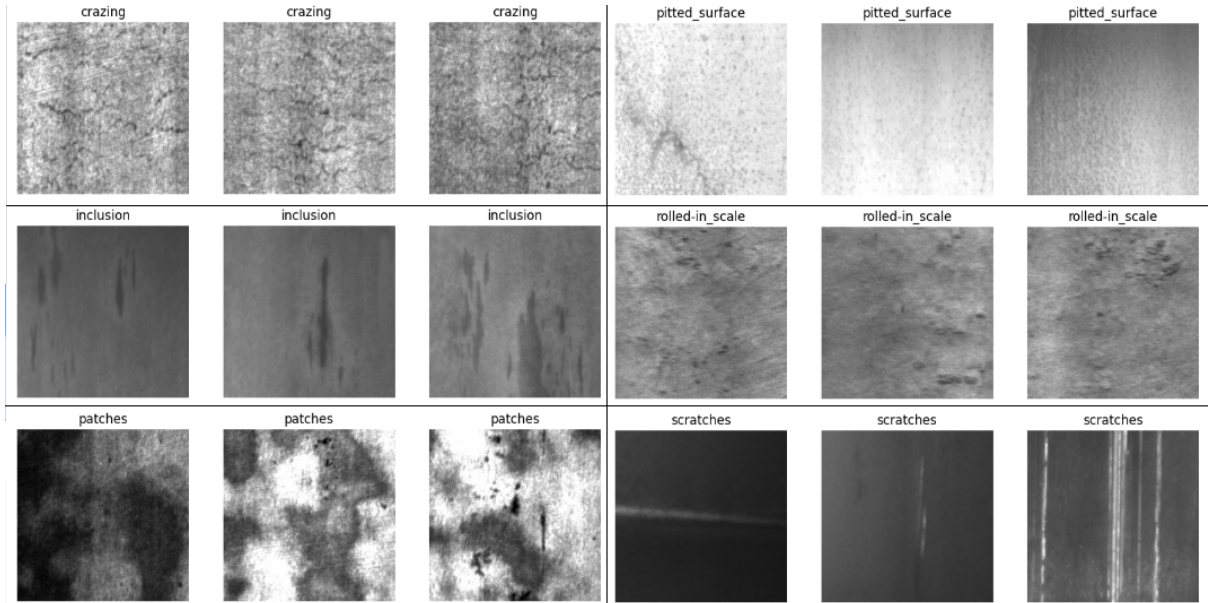 crazing crazing crazing pitted_surface pitted_surface pitted_surface
inclusion inclusion inclusion rolled-in_scale rolled-in_scale rolled-in_scale
patches patches patches scratches scratches scratches